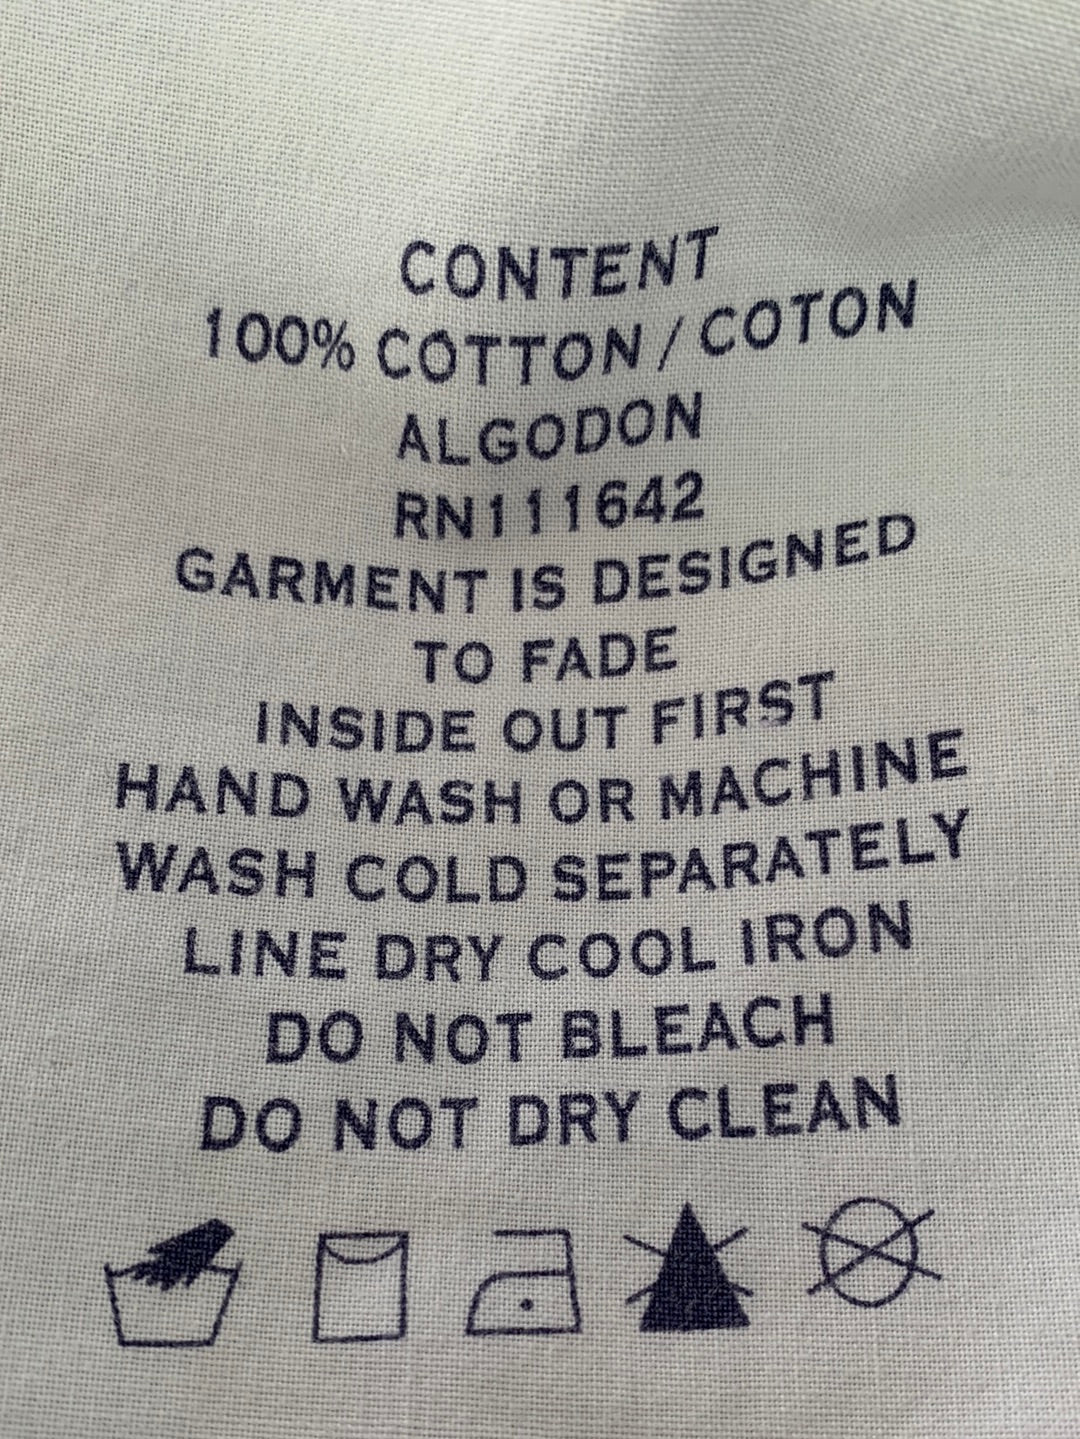 CONTENT
100% COTTON / COTON
ALGODON
RN111642
GARMENT IS DESIGNED
TO FADE
INSIDE OUT FIRST
HAND WASH OR MACHINE
WASH COLD SEPARATELY
LINE DRY COOL IRON
DO NOT BLEACH
DO NOT DRY CLEAN